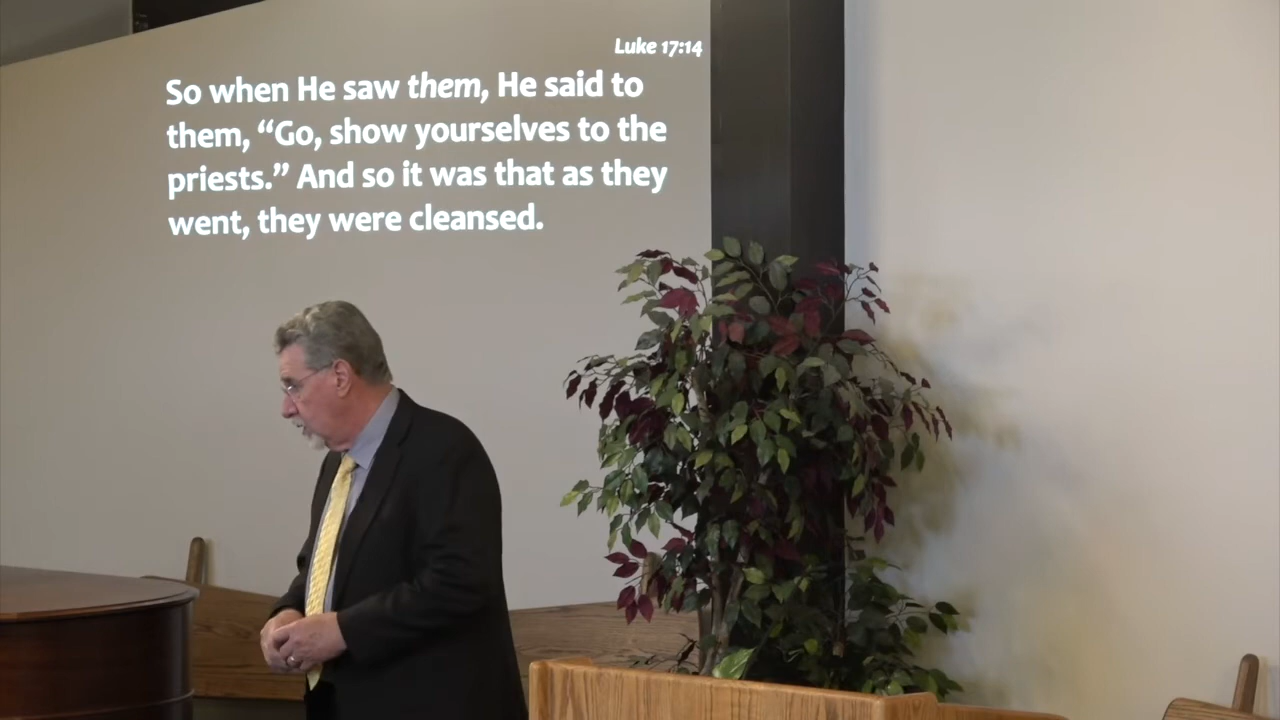 Luke 17:14
So when He saw them, He said to
them, “Go, show yourselves to the
priests.” And so it was that as they
went, they were cleansed.